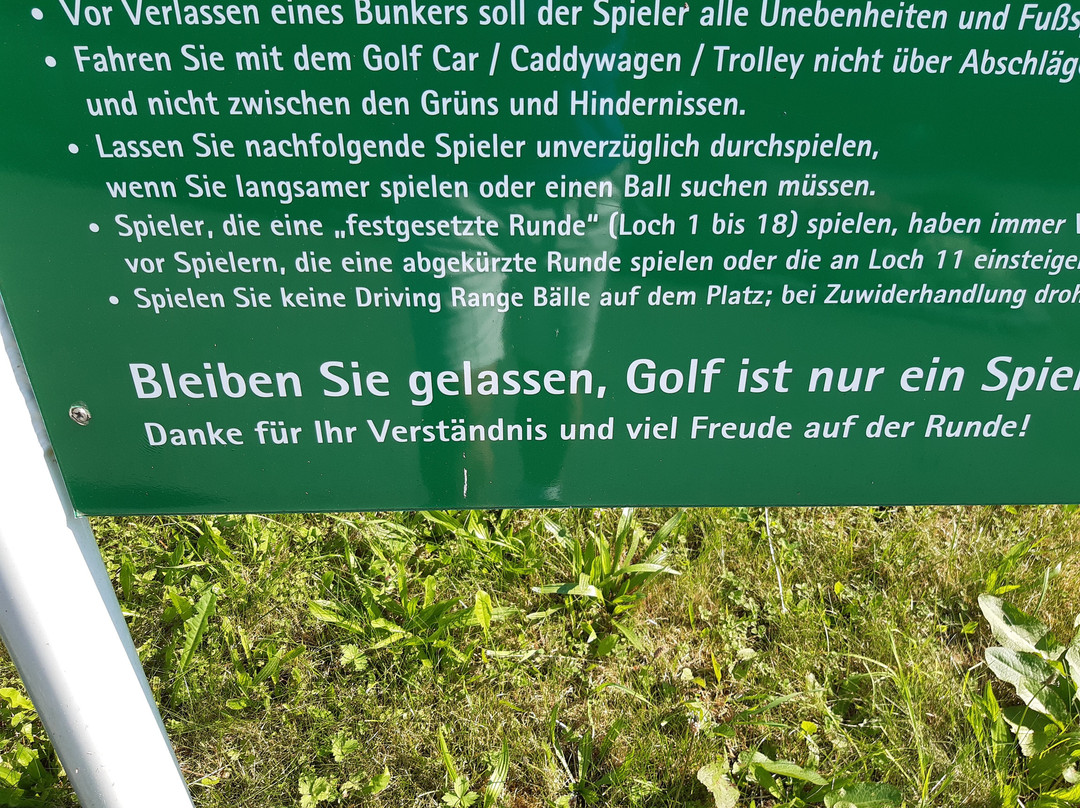 • Vor Verlassen eines Bunkers soll der Spieler alle Unebenheiten und
• Fahren Sie mit dem Golf Car / Caddywagen / Trolley nicht über
und nicht zwischen den Grüns und Hindernissen.
• Lassen Sie nachfolgende Spieler unverzüglich durchspielen,
wenn Sie langsamer spielen oder einen Ball suchen müssen.
• Spieler, die eine „festgesetzte Runde“ (Loch 1 bis 18) spielen, haben immer
vor Spielern, die eine abgekürzte Runde spielen oder die an Loch 11
• Spielen Sie keine Driving Range Bälle auf dem Platz; bei Zuwiderhandlung
Bleiben Sie gelassen, Golf ist nur ein Spiel
Danke für Ihr Verständnis und viel Freude auf der Runde!